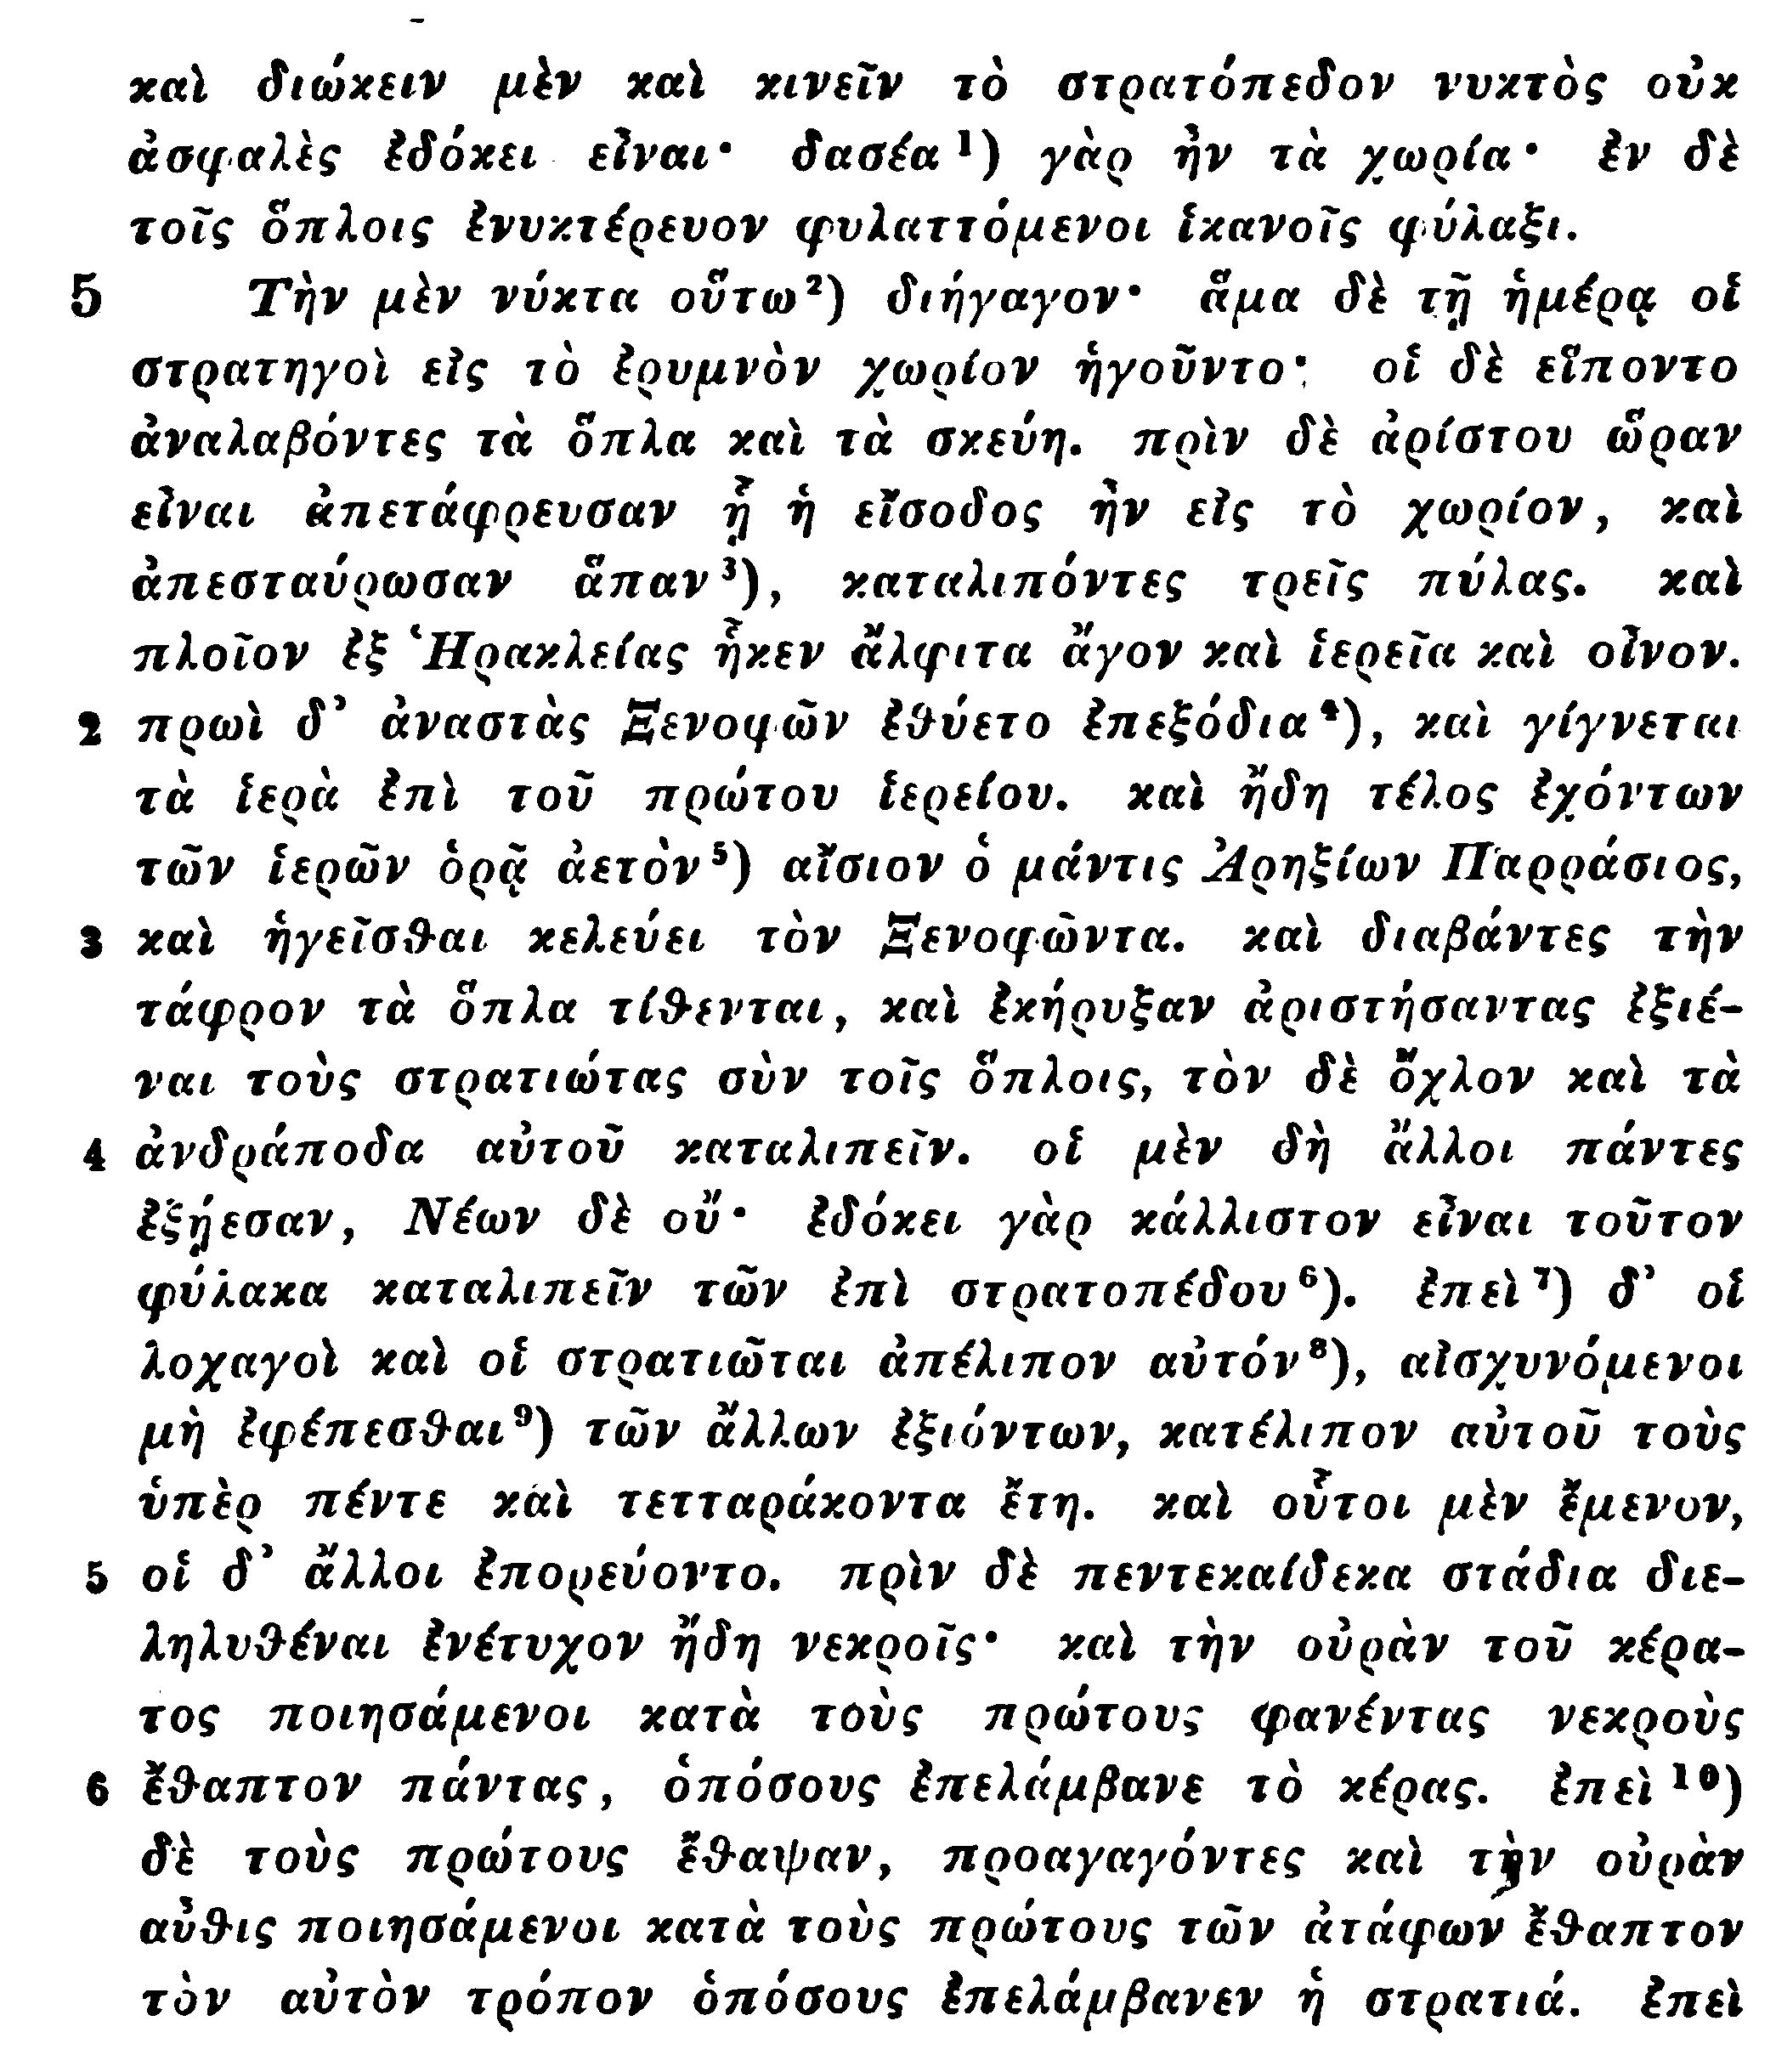 καὶ διώκειν μὲν καὶ κινεῖν τὸ στρατόπεδον νυκτὸς οὐκ
ἀσφαλὲς ἐδόκει εἶναι· δασέα¹) γὰρ ἦν τὰ χωρία· ἐν δὲ
τοῖς ὅπλοις ἐνυκτέρευον φυλαττόμενοι ἱκανοῖς φύλαξι.
5 Τὴν μὲν νύκτα οὕτω²) διήγαγον· ἅμα δὲ τῇ ἡμέρᾳ οἱ
στρατηγοὶ εἰς τὸ ἐρυμνὸν χωρίον ἡγοῦντο· οἱ δὲ εἵποντο
ἀναλαβόντες τὰ ὅπλα καὶ τὰ σκεύη. πρὶν δὲ ἀρίστου ὥραν
εἶναι ἀπετάφρευσαν ᾗ ἡ εἴσοδος ἦν εἰς τὸ χωρίον, καὶ
ἀπεσταύρωσαν ἅπαν³), καταλιπόντες τρεῖς πύλας. καὶ
πλοῖον ἐξ Ἡρακλείας ἧκεν ἄλφιτα ἄγον καὶ ἱερεῖα καὶ οἶνον.
2 πρωὶ δ’ ἀναστὰς Ξενοφῶν ἐθύετο ἐπεξόδια⁴), καὶ γίγνεται
τὰ ἱερὰ ἐπὶ τοῦ πρώτου ἱερείου. καὶ ἤδη τέλος ἐχόντων
τῶν ἱερῶν ὁρᾷ ἀετὸν⁵) αἴσιον ὁ μάντις Ἀρηξίων Παρράσιος,
3 καὶ ἡγεῖσθαι κελεύει τὸν Ξενοφῶντα. καὶ διαβάντες τὴν
τάφρον τὰ ὅπλα τίθενται, καὶ ἐκήρυξαν ἀριστήσαντας ἐξιέ-
ναι τοὺς στρατιώτας σὺν τοῖς ὅπλοις, τὸν δὲ ὄχλον καὶ τὰ
4 ἀνδράποδα αὐτοῦ καταλιπεῖν. οἱ μὲν δὴ ἄλλοι πάντες
ἐξῄεσαν, Νέων δὲ οὔ· ἐδόκει γὰρ κάλλιστον εἶναι τοῦτον
φύλακα καταλιπεῖν τῶν ἐπὶ στρατοπέδου⁶). ἐπεὶ⁷) δ’ οἱ
λοχαγοὶ καὶ οἱ στρατιῶται ἀπέλιπον αὐτόν⁸), αἰσχυνόμενοι
μὴ ἐφέπεσθαι⁹) τῶν ἄλλων ἐξιόντων, κατέλιπον αὐτοῦ τοὺς
ὑπὲρ πέντε καὶ τετταράκοντα ἔτη. καὶ οὗτοι μὲν ἔμενον,
5 οἱ δ’ ἄλλοι ἐπορεύοντο. πρὶν δὲ πεντεκαίδεκα στάδια διε-
ληλυθέναι ἐνέτυχον ἤδη νεκροῖς· καὶ τὴν οὐρὰν τοῦ κέρα-
τος ποιησάμενοι κατὰ τοὺς πρώτους φανέντας νεκροὺς
6 ἔθαπτον πάντας, ὁπόσους ἐπελάμβανε τὸ κέρας. ἐπεὶ¹⁰)
δὲ τοὺς πρώτους ἔθαψαν, προαγαγόντες καὶ τὴν οὐρὰν
αὖθις ποιησάμενοι κατὰ τοὺς πρώτους τῶν ἀτάφων ἔθαπτον
τὸν αὐτὸν τρόπον ὁπόσους ἐπελάμβανεν ἡ στρατιά. ἐπεὶ